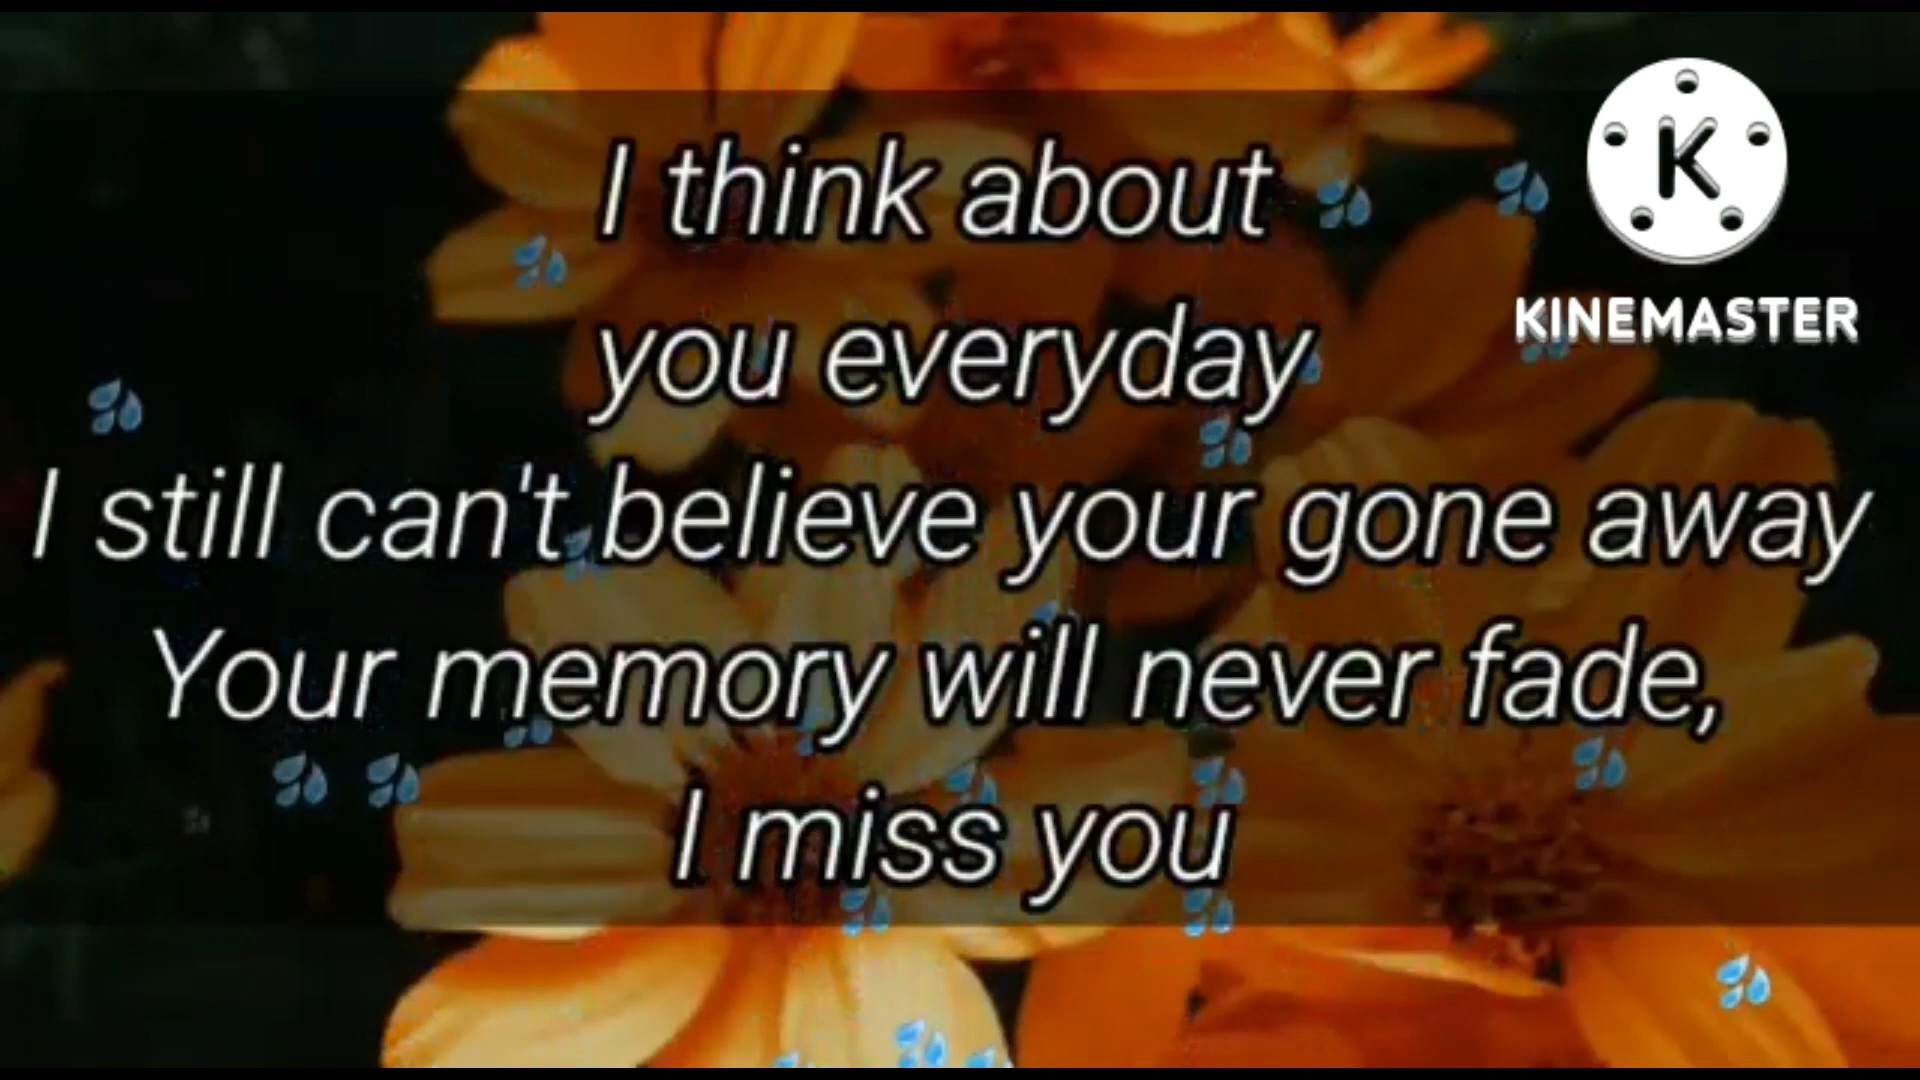 I think about
you everyday
I still can't believe your gone away
Your memory will never fade,
I miss you
K
KINEMASTER